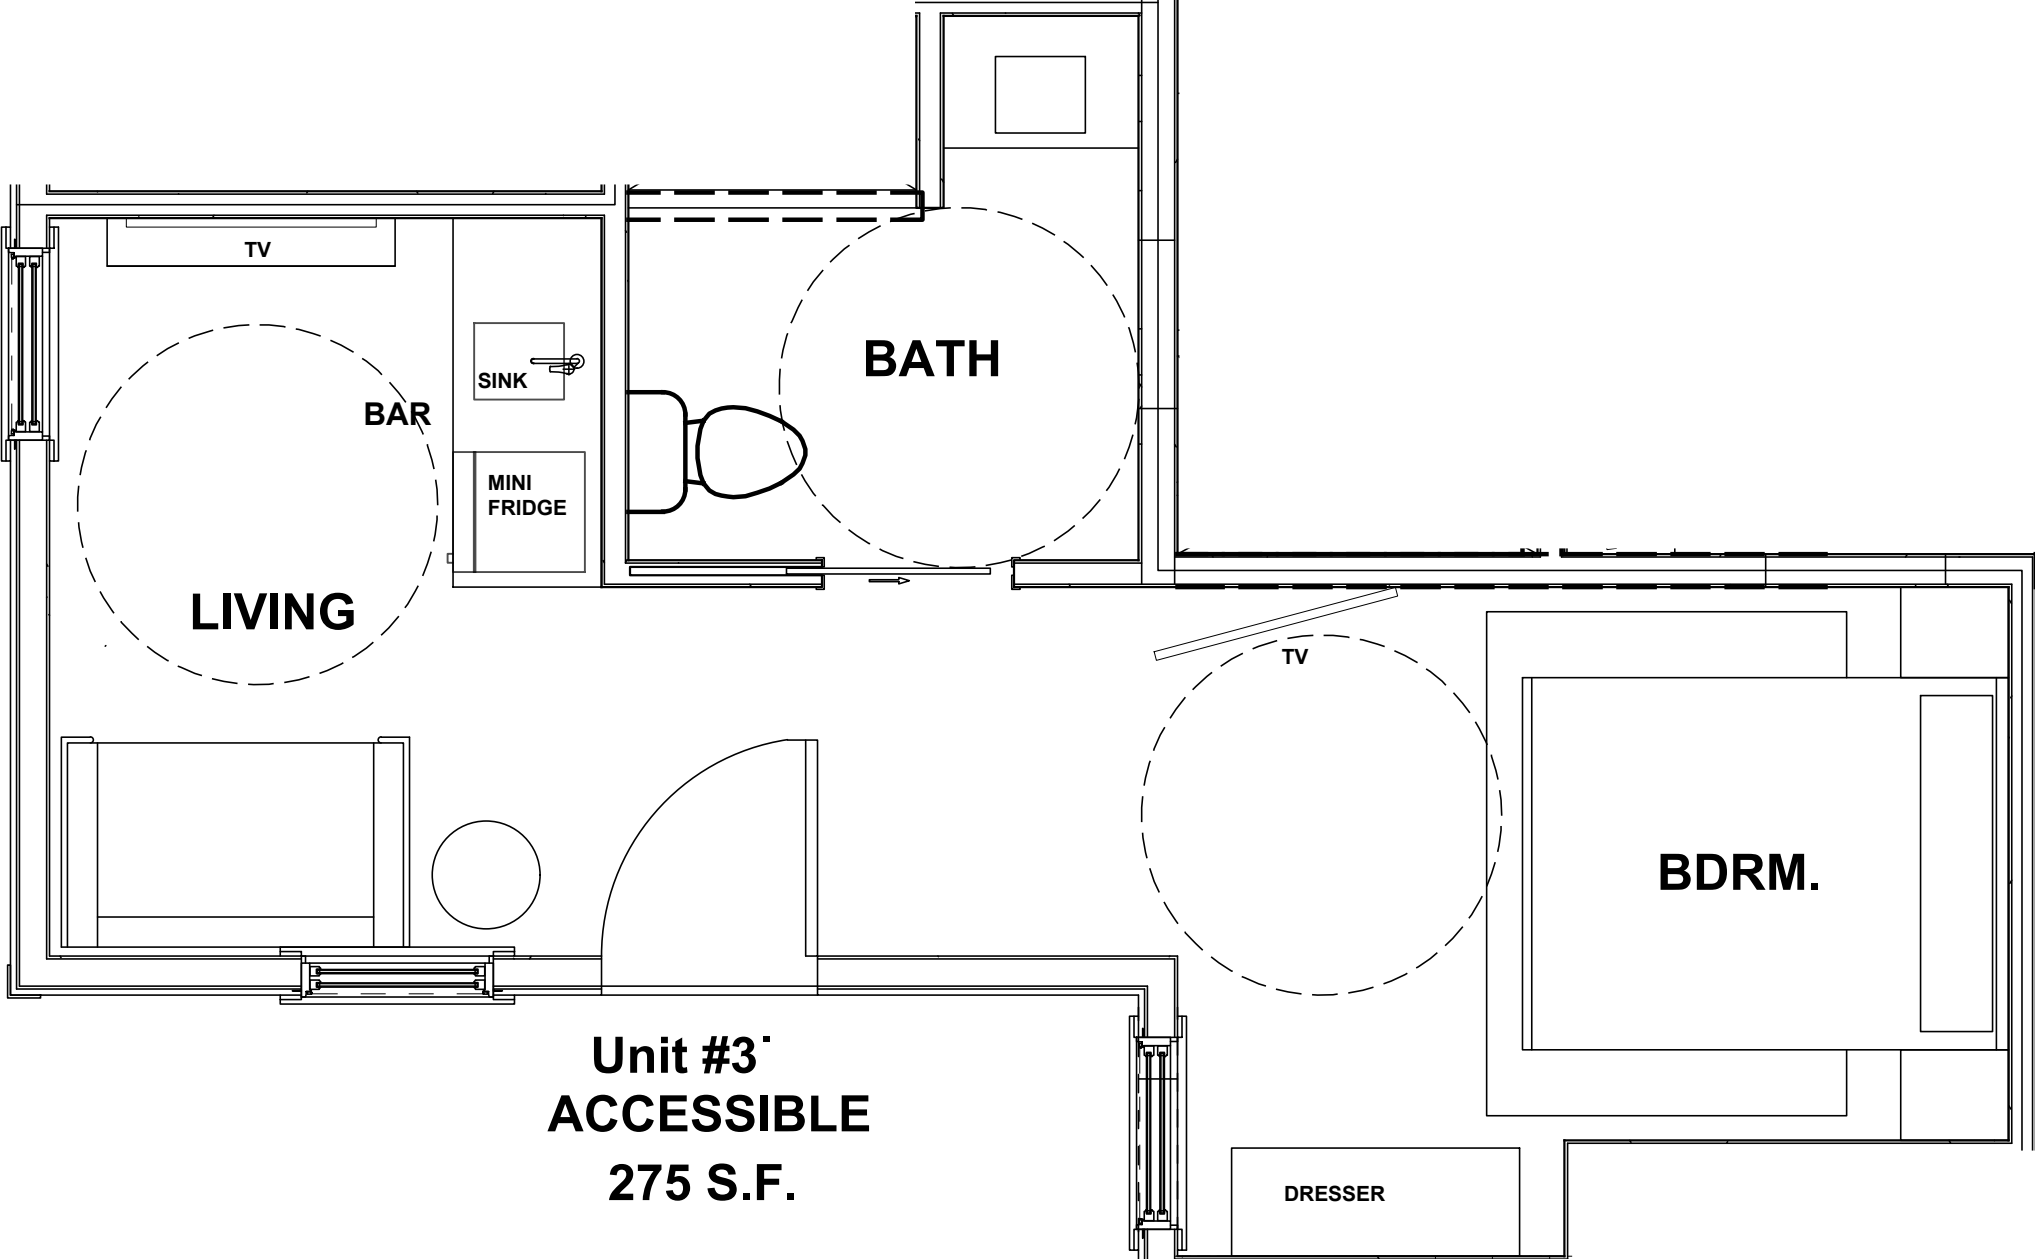 TV
BATH
SINK
BAR
MINI
FRIDGE
LIVING
TV
BDRM.
Unit #3
ACCESSIBLE
275 S.F.
DRESSER